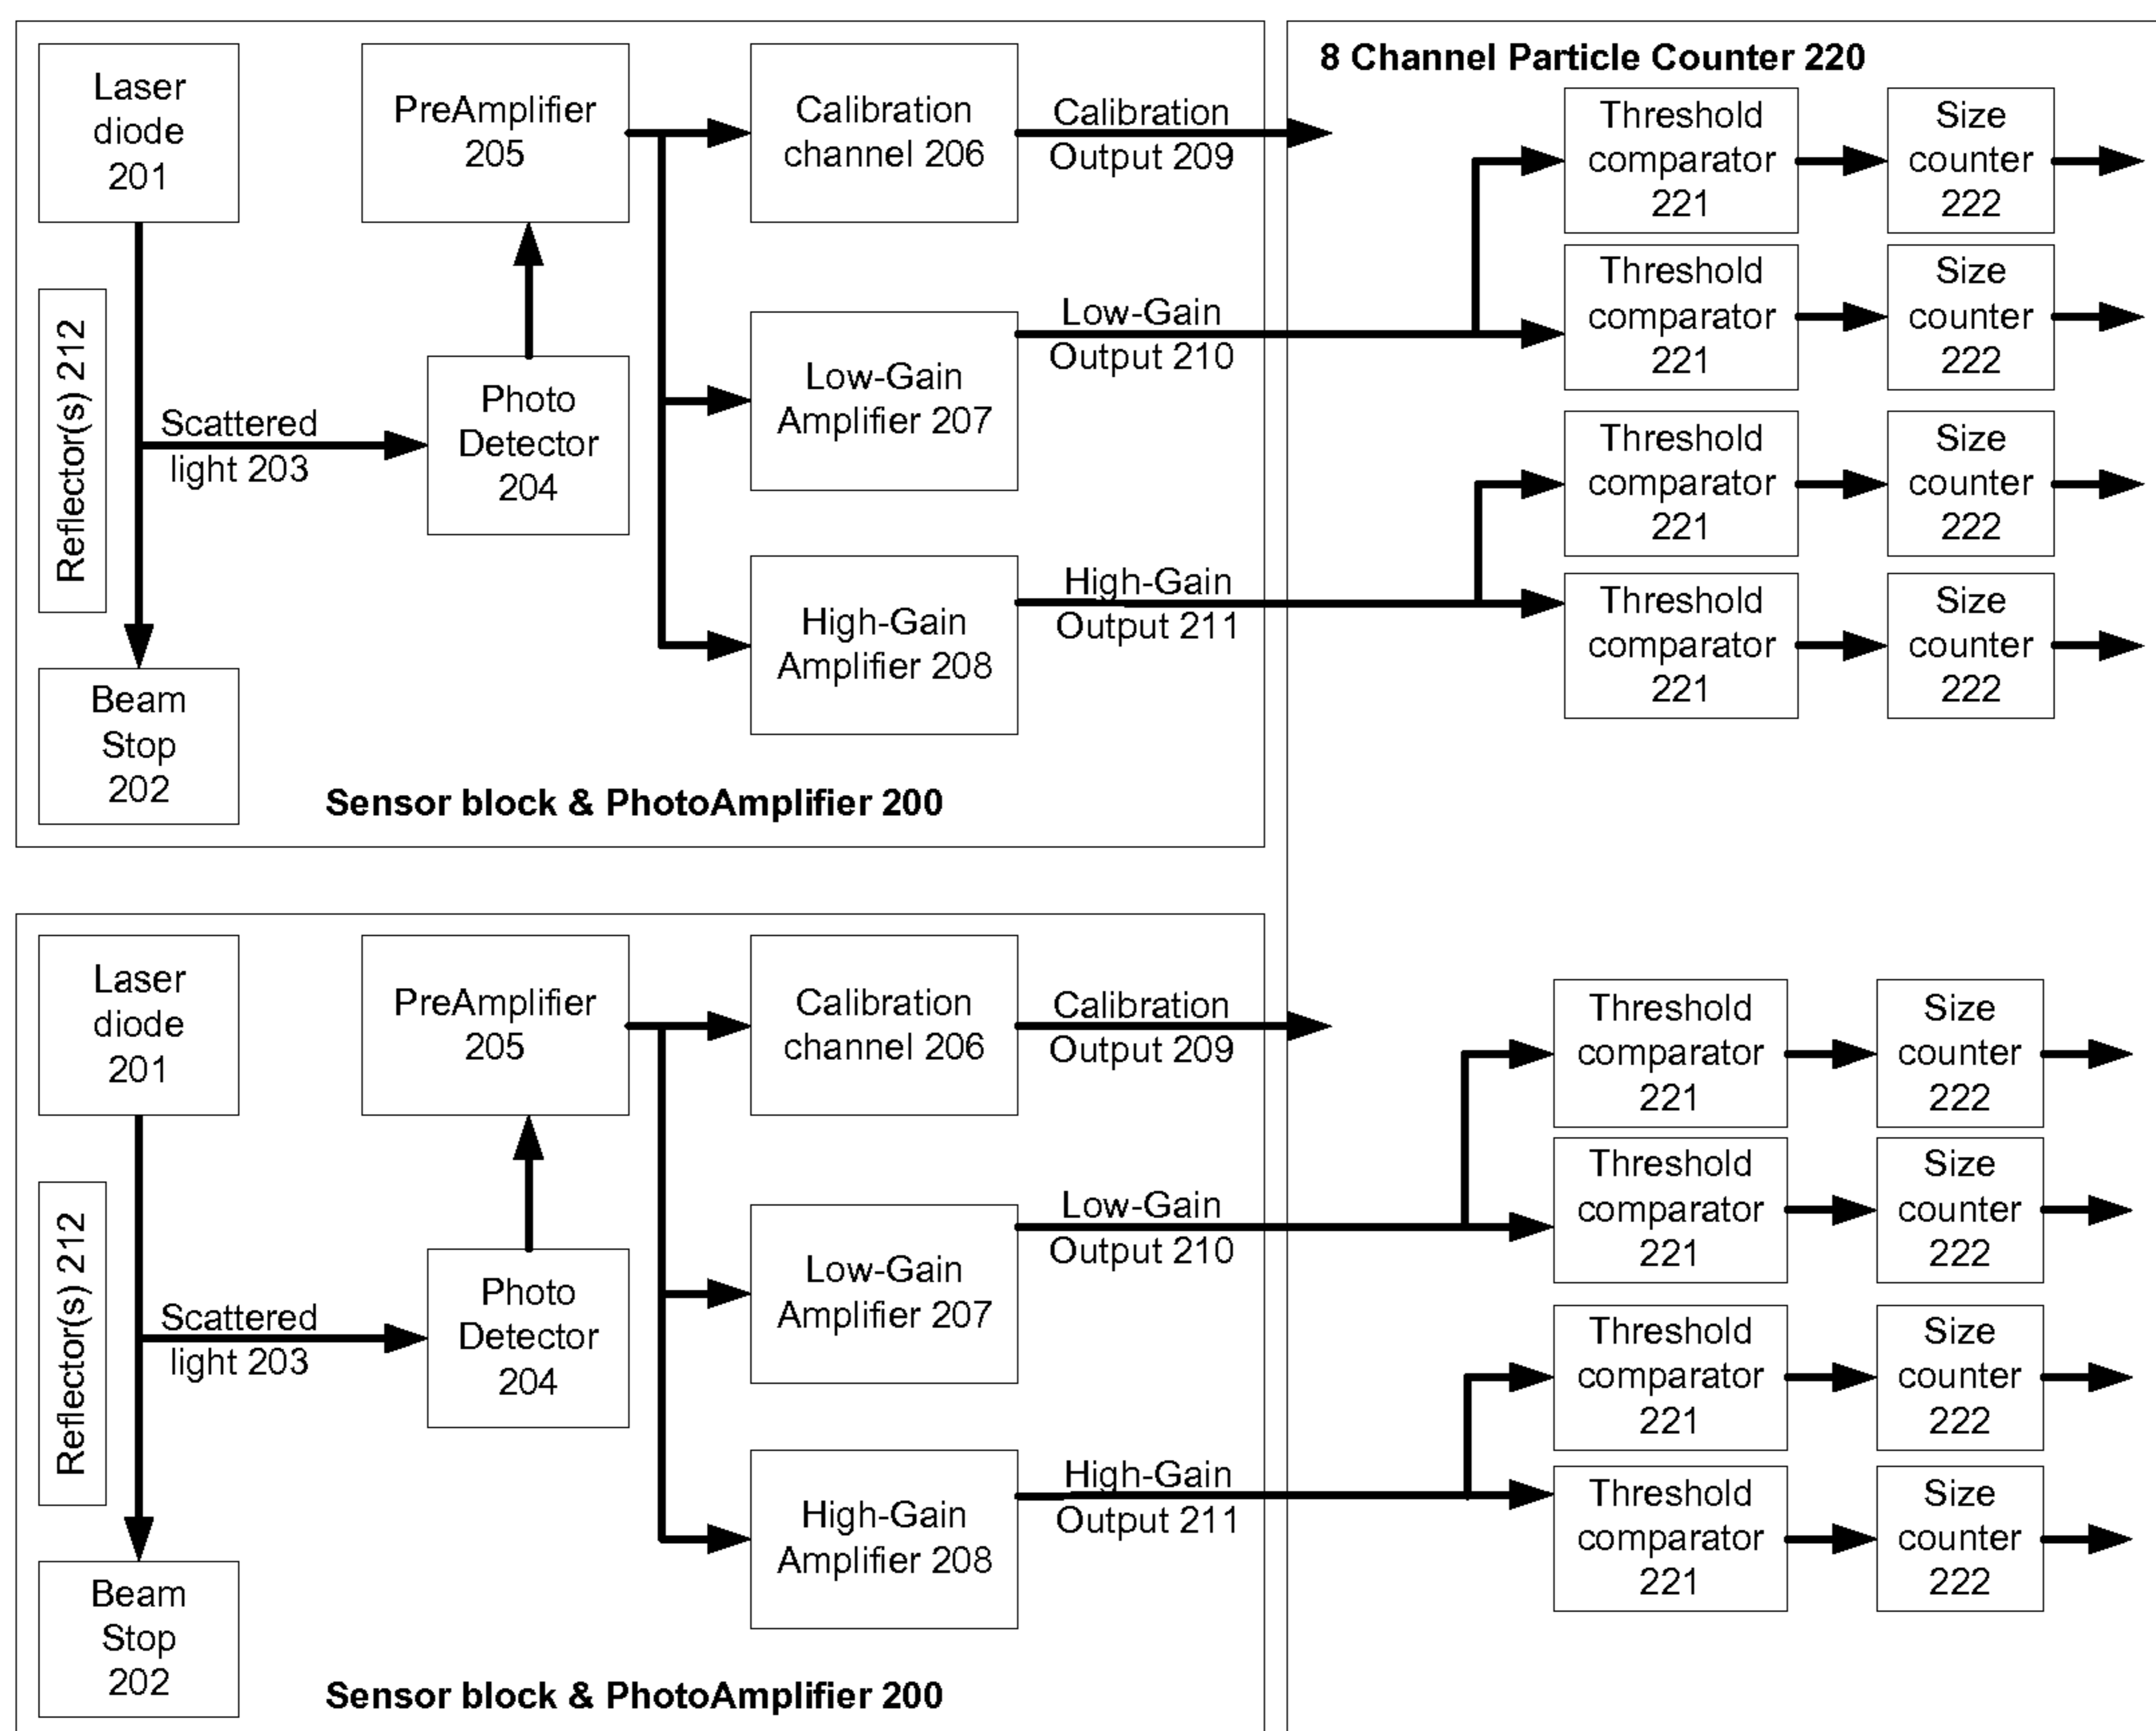 8 Channel Particle Counter 220
Laser
diode
201
PreAmplifier
205
Calibration
channel 206
Calibration
Output 209
Threshold
comparator
221
Size
counter
222
Threshold
comparator
221
Size
counter
222
Reflector(s) 212
Scattered
light 203
Photo
Detector
204
Low-Gain
Amplifier 207
Low-Gain
Output 210
Threshold
comparator
221
Size
counter
222
High-Gain
Amplifier 208
High-Gain
Output 211
Threshold
comparator
221
Size
counter
222
Beam
Stop
202
Sensor block & PhotoAmplifier 200
Laser
diode
201
PreAmplifier
205
Calibration
channel 206
Calibration
Output 209
Threshold
comparator
221
Size
counter
222
Threshold
comparator
221
Size
counter
222
Reflector(s) 212
Scattered
light 203
Photo
Detector
204
Low-Gain
Amplifier 207
Low-Gain
Output 210
Threshold
comparator
221
Size
counter
222
High-Gain
Amplifier 208
High-Gain
Output 211
Threshold
comparator
221
Size
counter
222
Beam
Stop
202
Sensor block & PhotoAmplifier 200